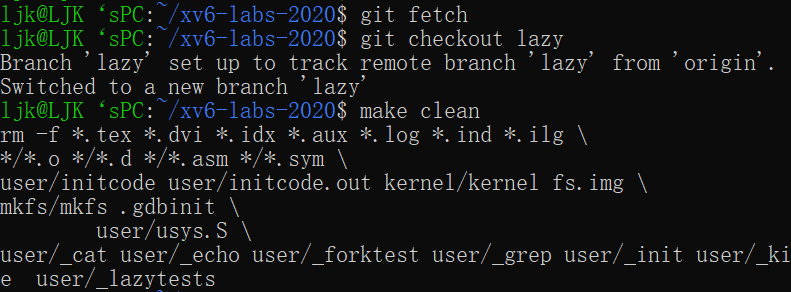 ljk@LJK ‘sPC:~/xv6-labs-2020$ git fetch
ljk@LJK ‘sPC:~/xv6-labs-2020$ git checkout lazy
Branch 'lazy' set up to track remote branch 'lazy' from 'origin'.
Switched to a new branch 'lazy'
ljk@LJK ‘sPC:~/xv6-labs-2020$ make clean
rm -f *.tex *.dvi *.idx *.aux *.log *.ind *.ilg \
*/*.o */*.d */*.asm */*.sym \
user/initcode user/initcode.out kernel/kernel fs.img \
mkfs/mkfs .gdbinit \
        user/usys.S \
user/_cat user/_echo user/_forktest user/_grep user/_init user/_ki
e  user/_lazytests